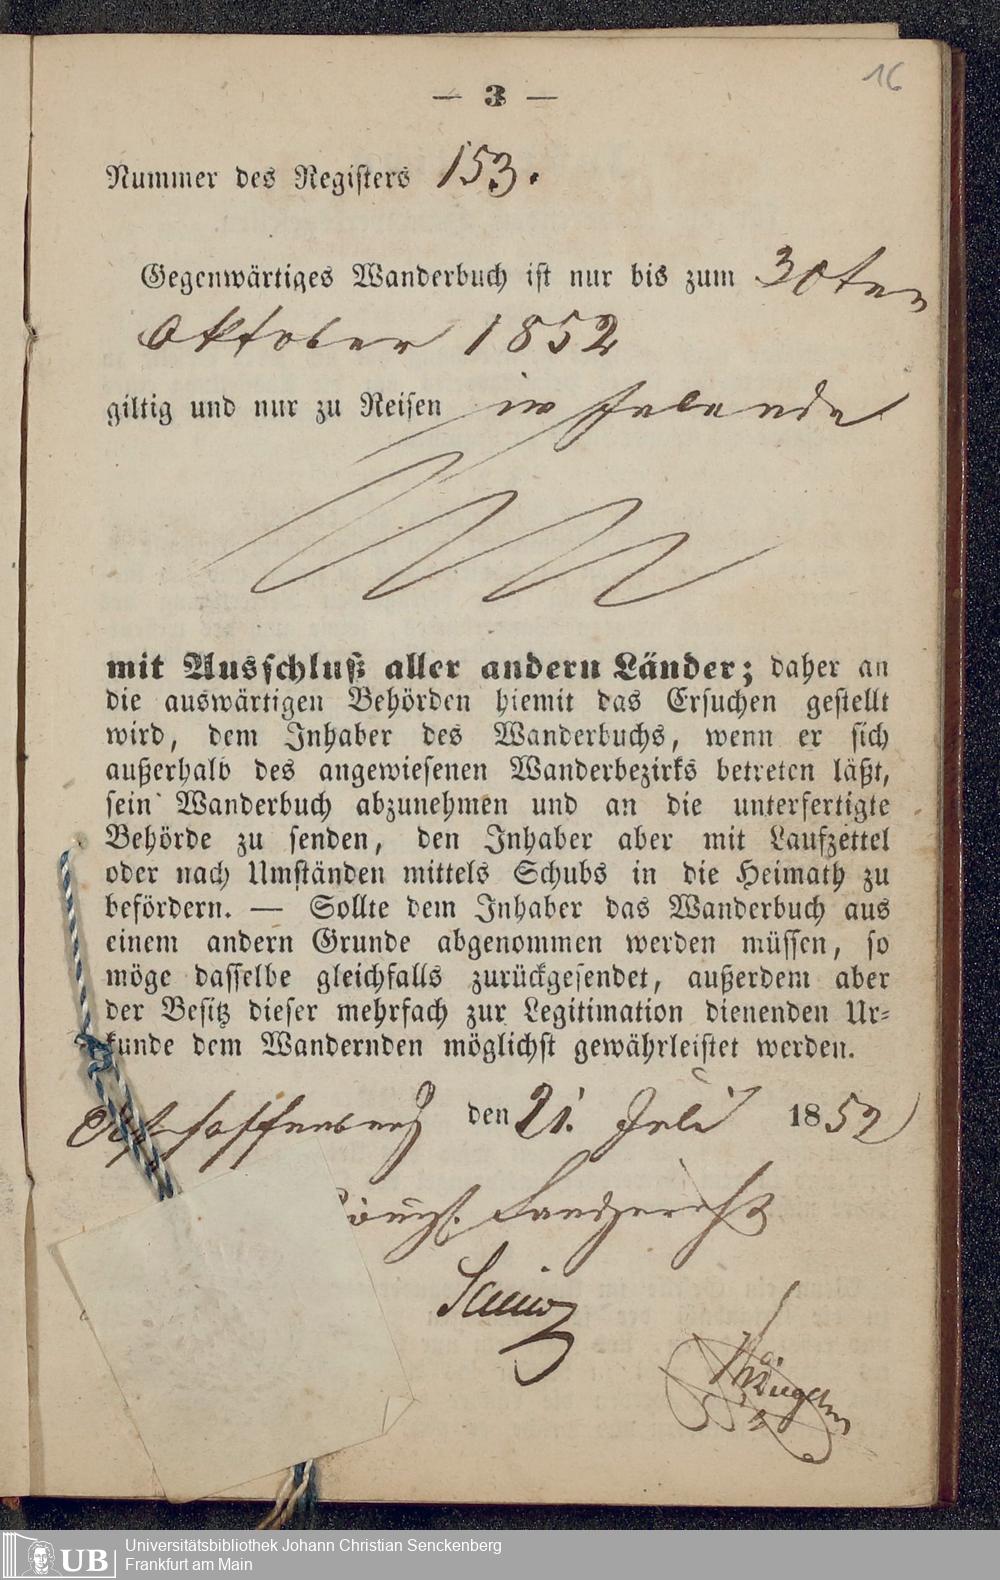 16
— 3 —
Nummer des Registers 153.
Gegenwärtiges Wanderbuch ist nur bis zum 30ten
Oktober 1852
giltig und nur zu Reisen im Inlande
mit Ausschluß aller andern Länder; daher an
die auswärtigen Behörden hiemit das Ersuchen gestellt
wird, dem Inhaber des Wanderbuchs, wenn er sich
außerhalb des angewiesenen Wanderbezirks betreten läßt,
sein Wanderbuch abzunehmen und an die unterfertigte
Behörde zu senden, den Inhaber aber mit Laufzettel
oder nach Umständen mittels Schubs in die Heimath zu
befördern. — Sollte dem Inhaber das Wanderbuch aus
einem andern Grunde abgenommen werden müssen, so
möge dasselbe gleichfalls zurückgesendet, außerdem aber
der Besitz dieser mehrfach zur Legitimation dienenden Ur-
kunde dem Wandernden möglichst gewährleistet werden.
Aschaffenburg den 21. Juli 1852
Königl. Landgericht
UB
Universitätsbibliothek Johann Christian Senckenberg
Frankfurt am Main